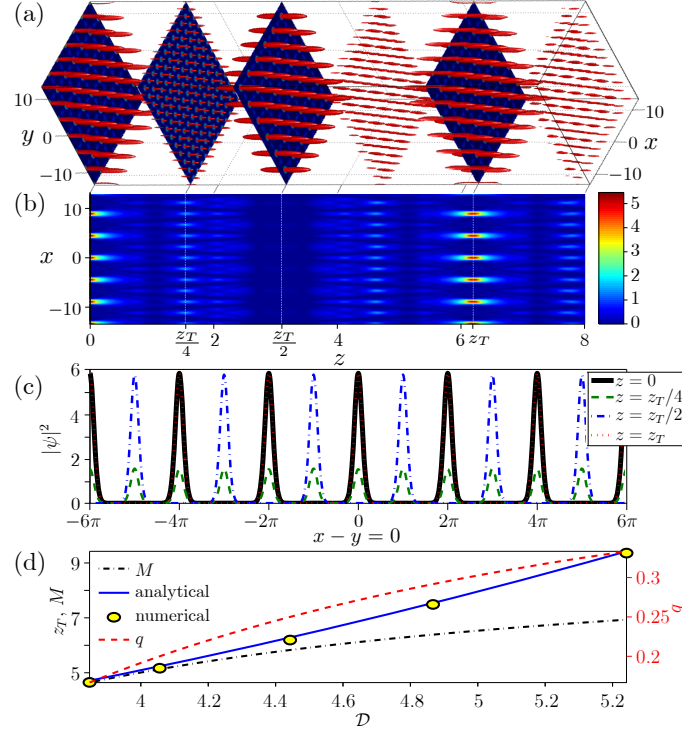 (a)
10
y
0
−10
10
0
x
−10
(b)
10
x
0
−10
0
z_T/4
2
z_T/2
4
6
z_T
8
z
5
4
3
2
1
0
(c)
6
4
2
0
|ψ|²
−6π
−4π
−2π
0
2π
4π
6π
x − y = 0
z = 0
z = z_T/4
z = z_T/2
z = z_T
(d)
9
7
5
z_T, M
M
analytical
numerical
q
0.3
0.25
0.2
q
4
4.2
4.4
4.6
4.8
5
5.2
𝒟